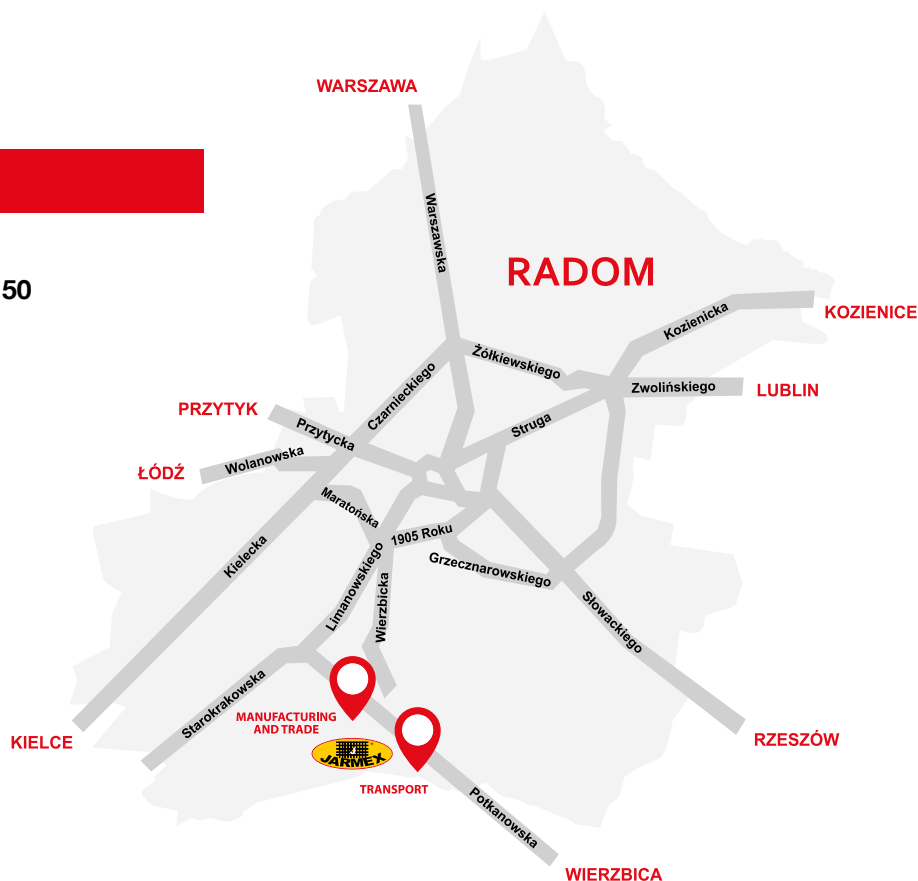 WARSZAWA
Warszawska
RADOM
50
KOZIENICE
Kozienicka
Żółkiewskiego
Czarnieckiego
Zwolińskiego
LUBLIN
PRZYTYK
Przytycka
Struga
Wolanowska
ŁÓDŹ
Maratońska
1905 Roku
Kielecka
Limanowskiego
Grzecznarowskiego
Wierzbicka
Słowackiego
Starokrakowska
MANUFACTURING
AND TRADE
KIELCE
RZESZÓW
JARMEX
TRANSPORT
Potkanowska
WIERZBICA